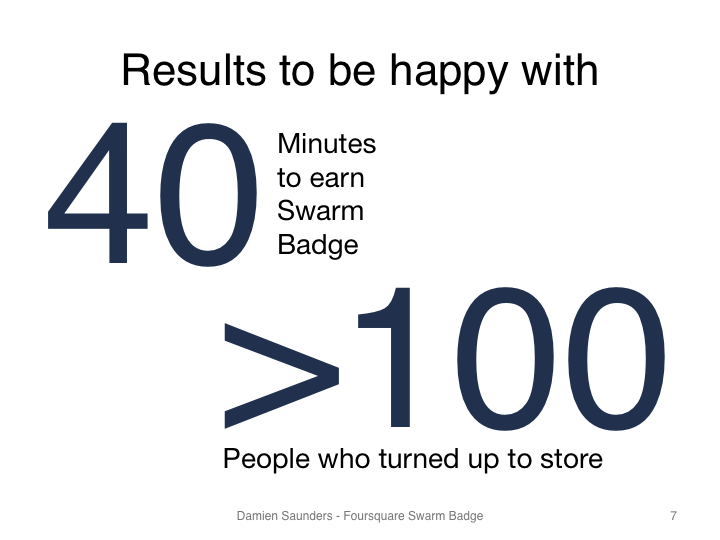 Results to be happy with
40
Minutes
to earn
Swarm
Badge
>100
People who turned up to store
Damien Saunders - Foursquare Swarm Badge
7